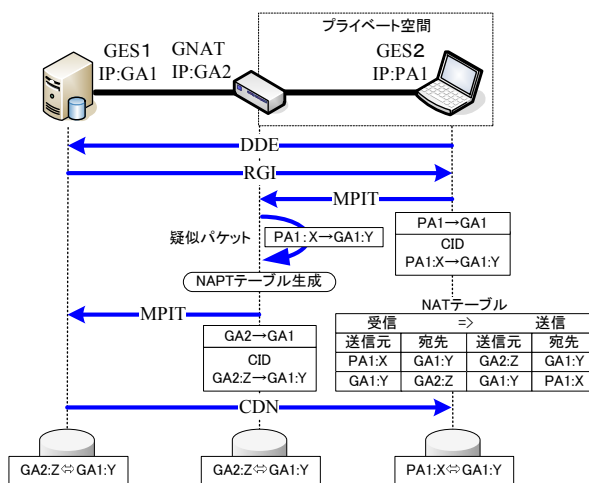 プライベート空間
GES1
IP:GA1
GNAT
IP:GA2
GES2
IP:PA1
DDE
RGI
MPIT
疑似パケット
PA1:X→GA1:Y
PA1→GA1
CID
PA1:X→GA1:Y
NAPTテーブル生成
MPIT
GA2→GA1
CID
GA2:Z→GA1:Y
NATテーブル
受信 => 送信
送信元 宛先 送信元 宛先
PA1:X GA1:Y GA2:Z GA1:Y
GA1:Y GA2:Z GA1:Y PA1:X
CDN
GA2:Z⇔GA1:Y
GA2:Z⇔GA1:Y
PA1:X⇔GA1:Y